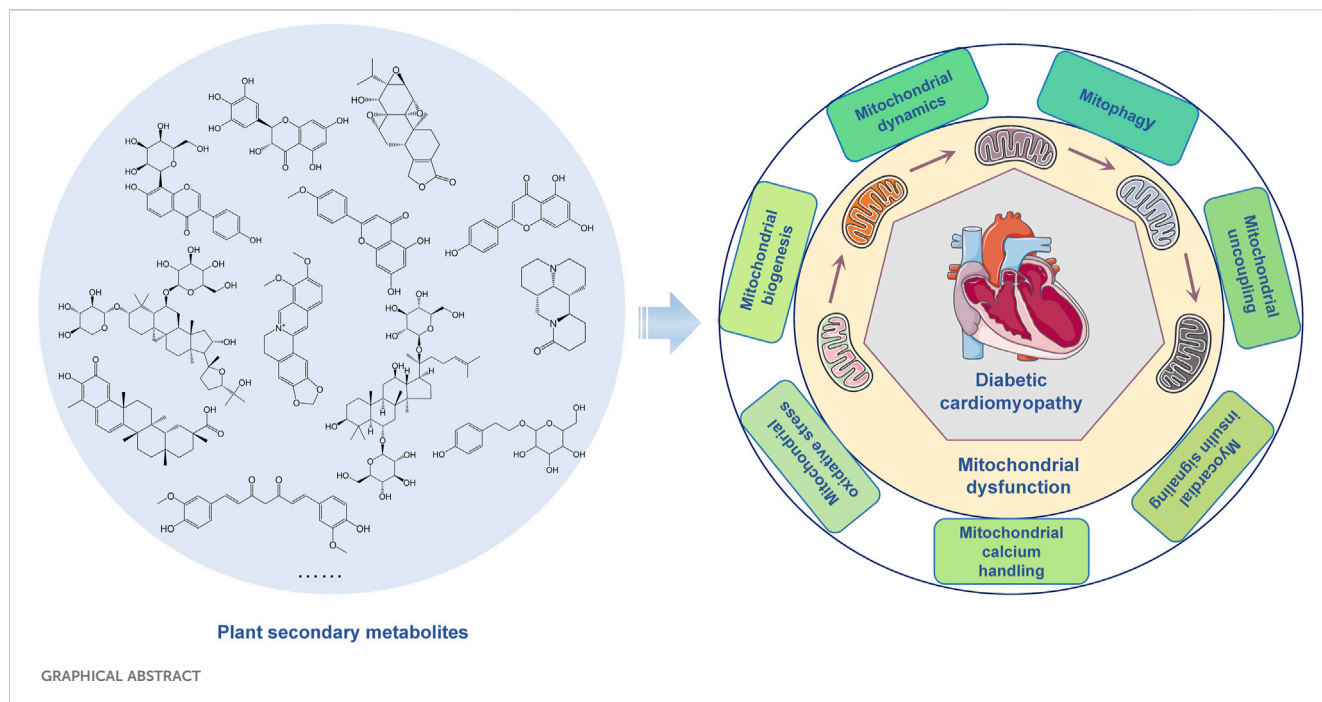 Plant secondary metabolites
GRAPHICAL ABSTRACT
Mitochondrial
dynamics
Mitophagy
Mitochondrial
biogenesis
Mitochondrial
uncoupling
Diabetic
cardiomyopathy
Mitochondrial
oxidative stress
Mitochondrial
dysfunction
Myocardial
insulin signaling
Mitochondrial
calcium
handling